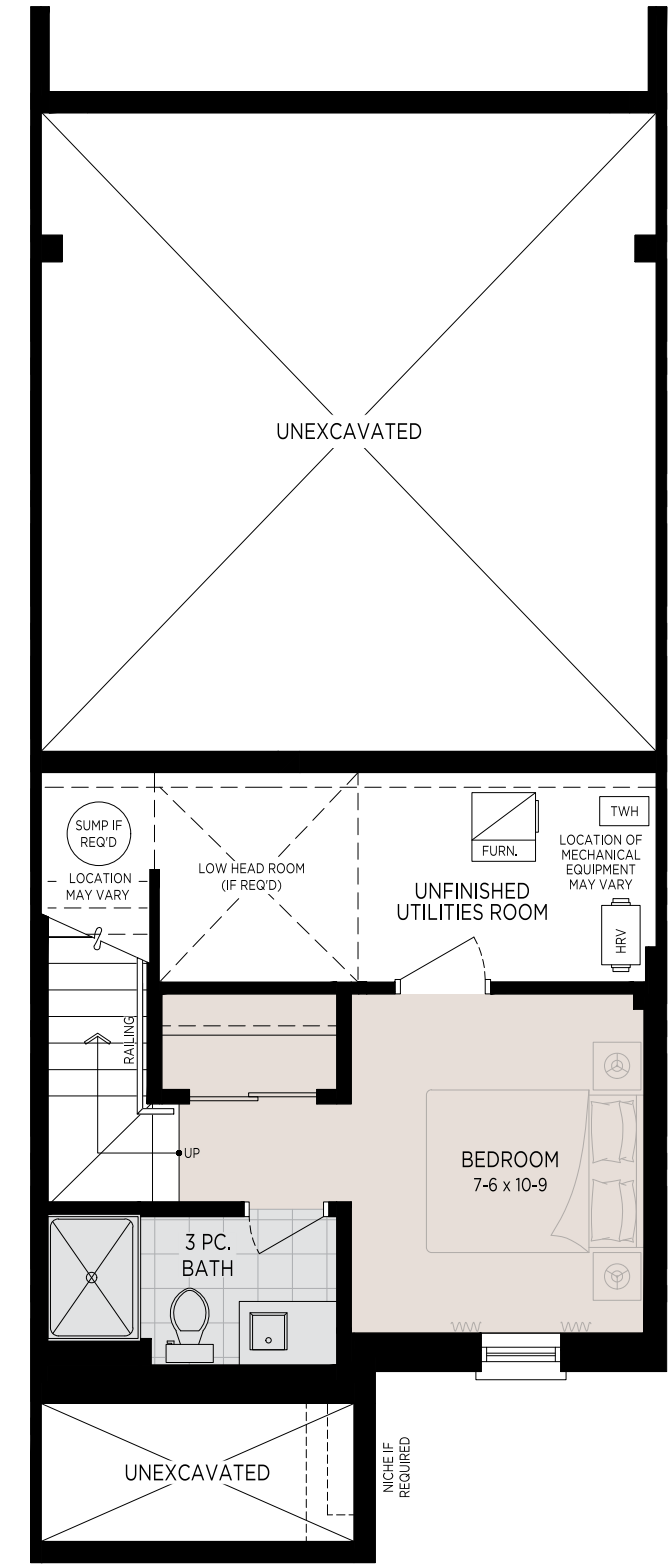 UNEXCAVATED
SUMP IF
REQ'D
LOCATION
MAY VARY
LOW HEAD ROOM
(IF REQ'D)
FURN.
TWH
LOCATION OF
MECHANICAL
EQUIPMENT
MAY VARY
UNFINISHED
UTILITIES ROOM
HRV
RAILING
UP
BEDROOM
7-6 x 10-9
3 PC.
BATH
UNEXCAVATED
NICHE IF
REQUIRED